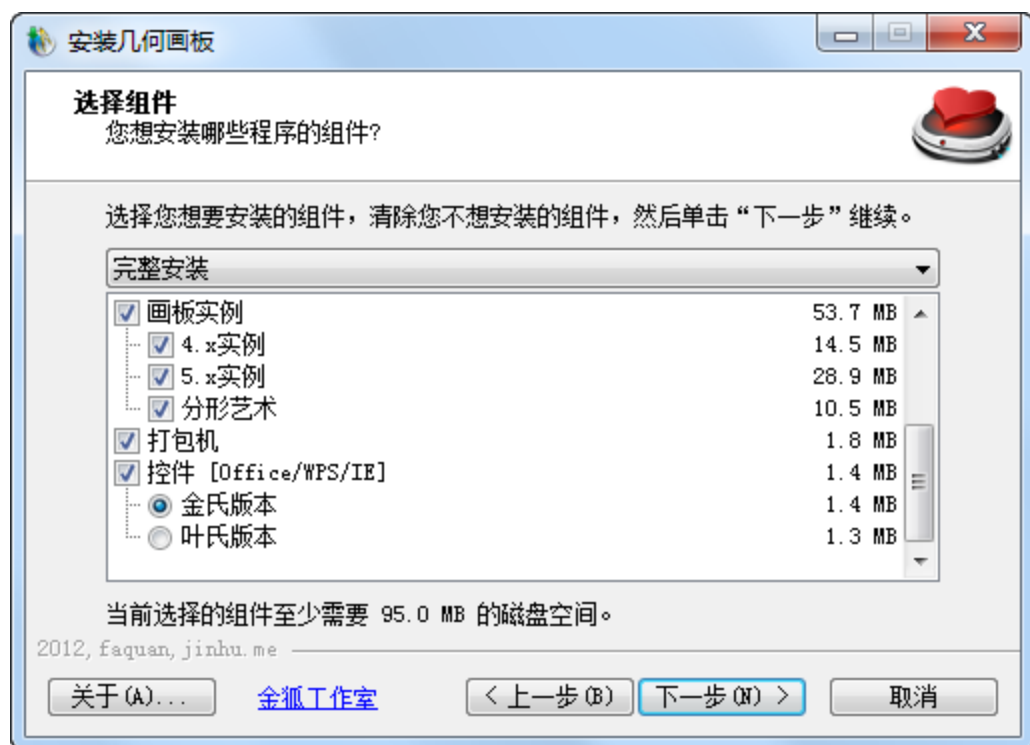 安装几何画板
选择组件
您想安装哪些程序的组件?
选择您想要安装的组件，清除您不想安装的组件，然后单击“下一步”继续。
完整安装
画板实例 53.7 MB
4.x实例 14.5 MB
5.x实例 28.9 MB
分形艺术 10.5 MB
打包机 1.8 MB
控件 [Office/WPS/IE] 1.4 MB
金氏版本 1.4 MB
叶氏版本 1.3 MB
当前选择的组件至少需要 95.0 MB 的磁盘空间。
2012, faquan, jinhu.me
关于(A)... 金狐工作室 < 上一步(B) 下一步(N) > 取消